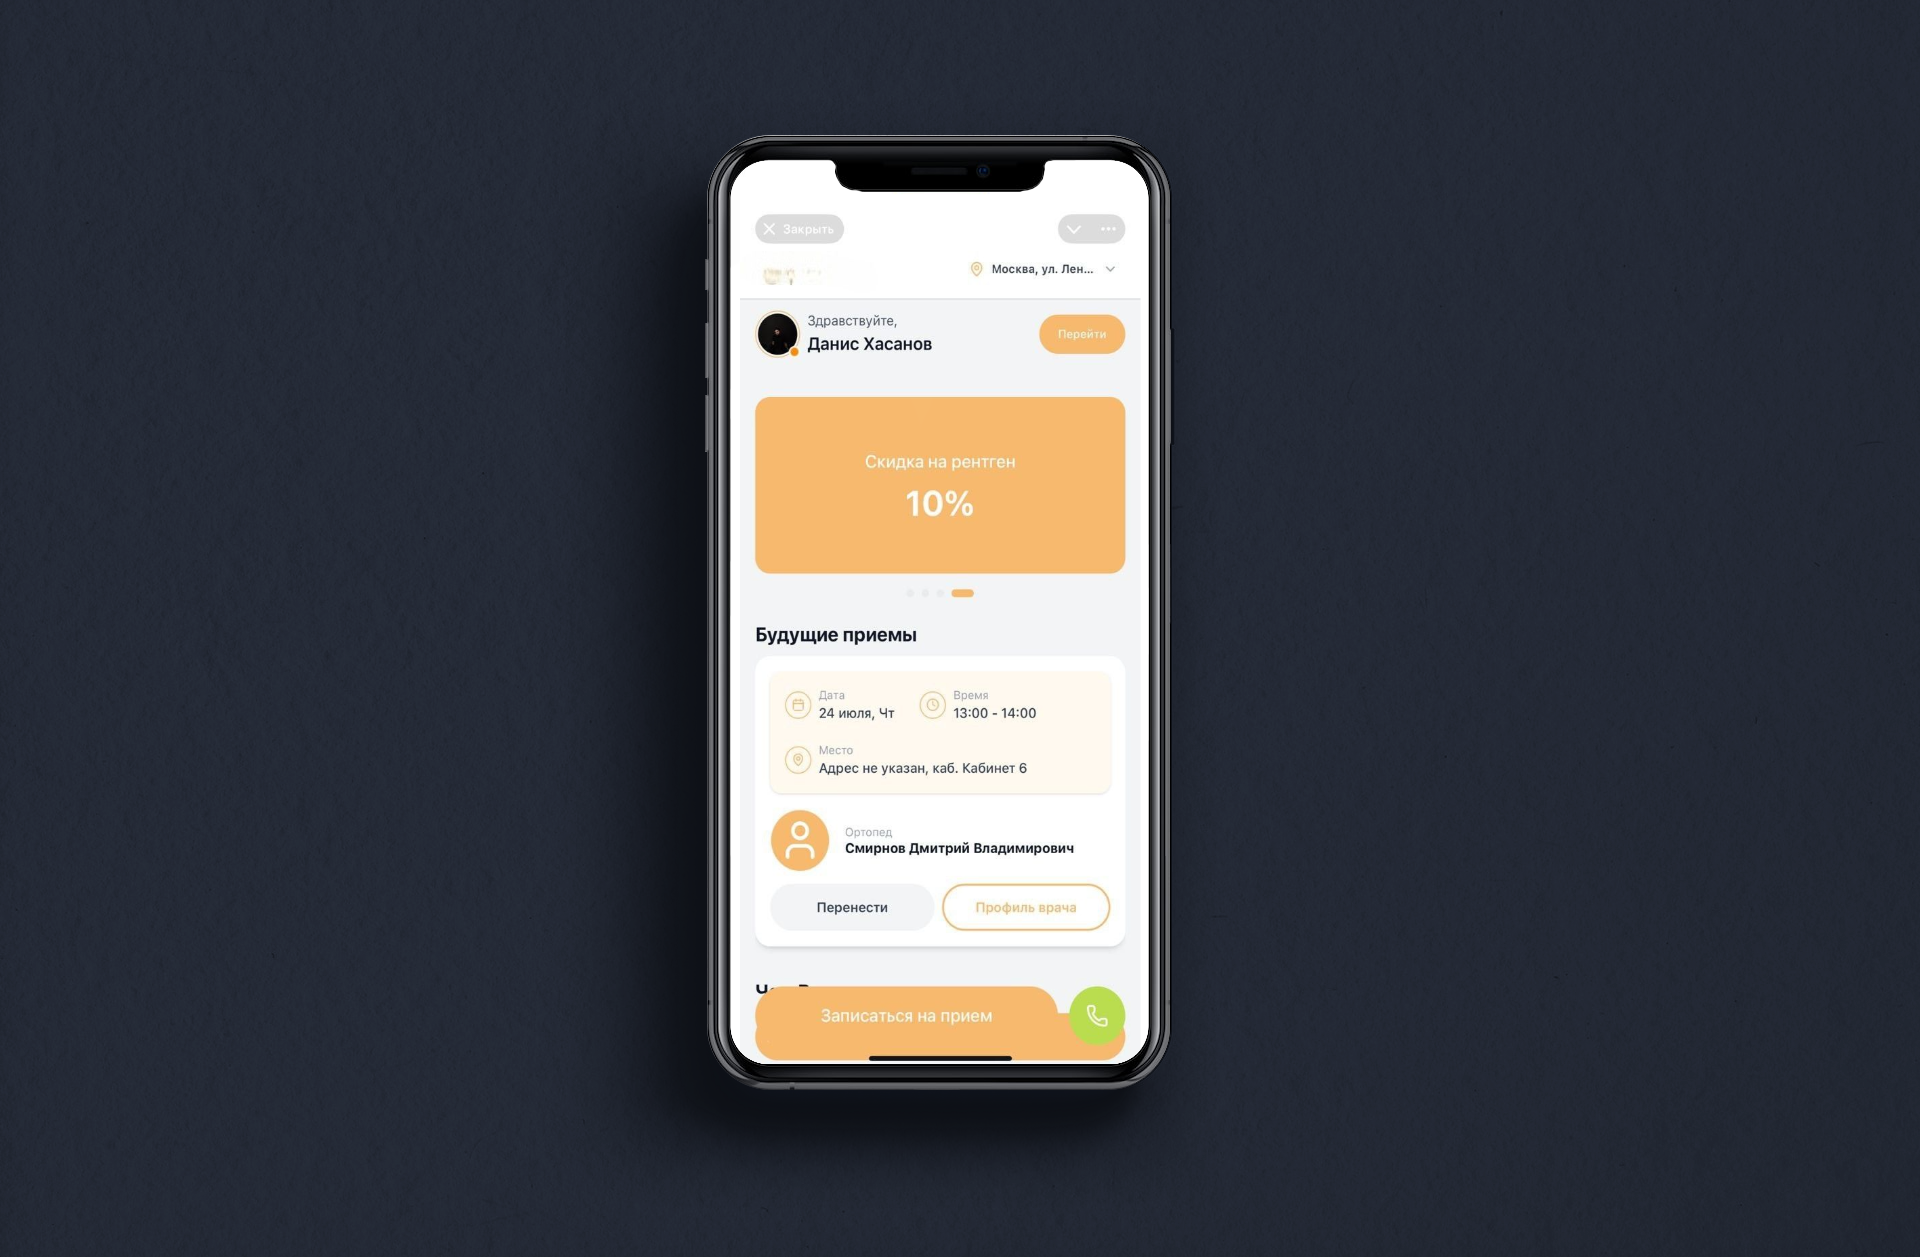 Закрыть
Москва, ул. Лен...
Здравствуйте,
Данис Хасанов
Перейти
Скидка на рентген
10%
Будущие приемы
Дата
24 июля, Чт
Время
13:00 - 14:00
Место
Адрес не указан, каб. Кабинет 6
Ортопед
Смирнов Дмитрий Владимирович
Перенести
Профиль врача
Записаться на прием